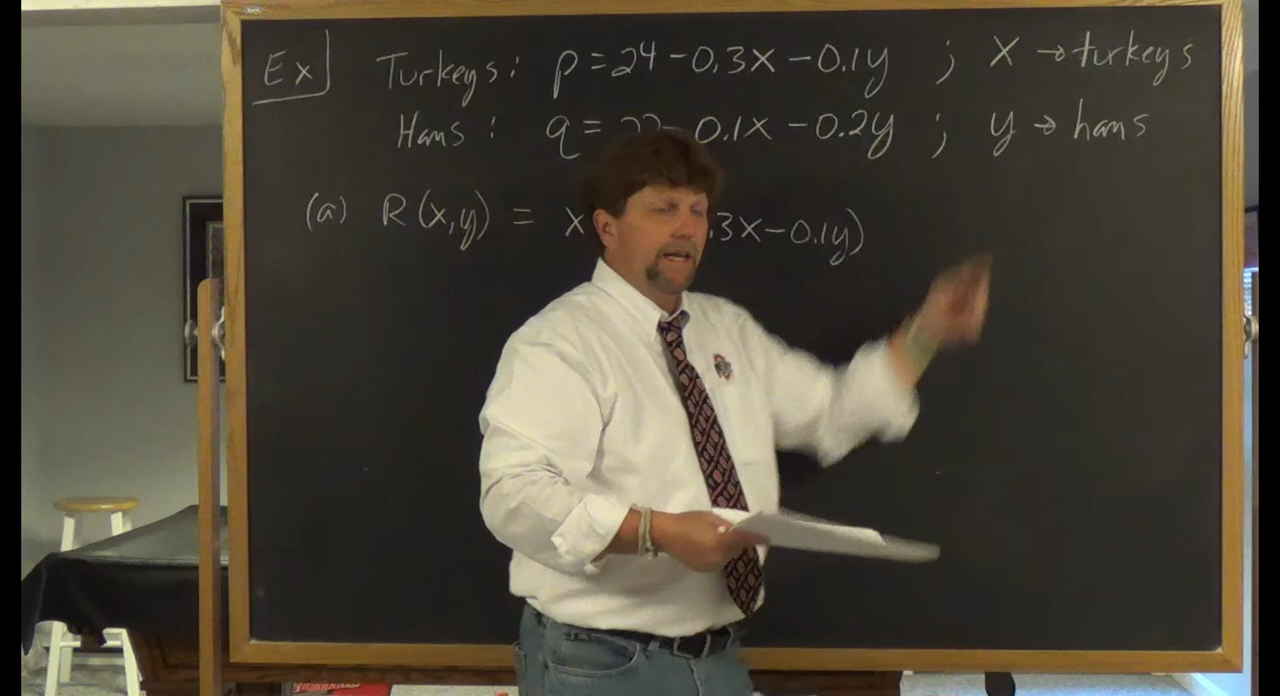 Ex Turkeys: p = 24 - 0.3x - 0.1y ; x → turkeys
Hams : q = - 0.1x - 0.2y ; y → hams
(a) R(x,y) = x .3x - 0.1y)